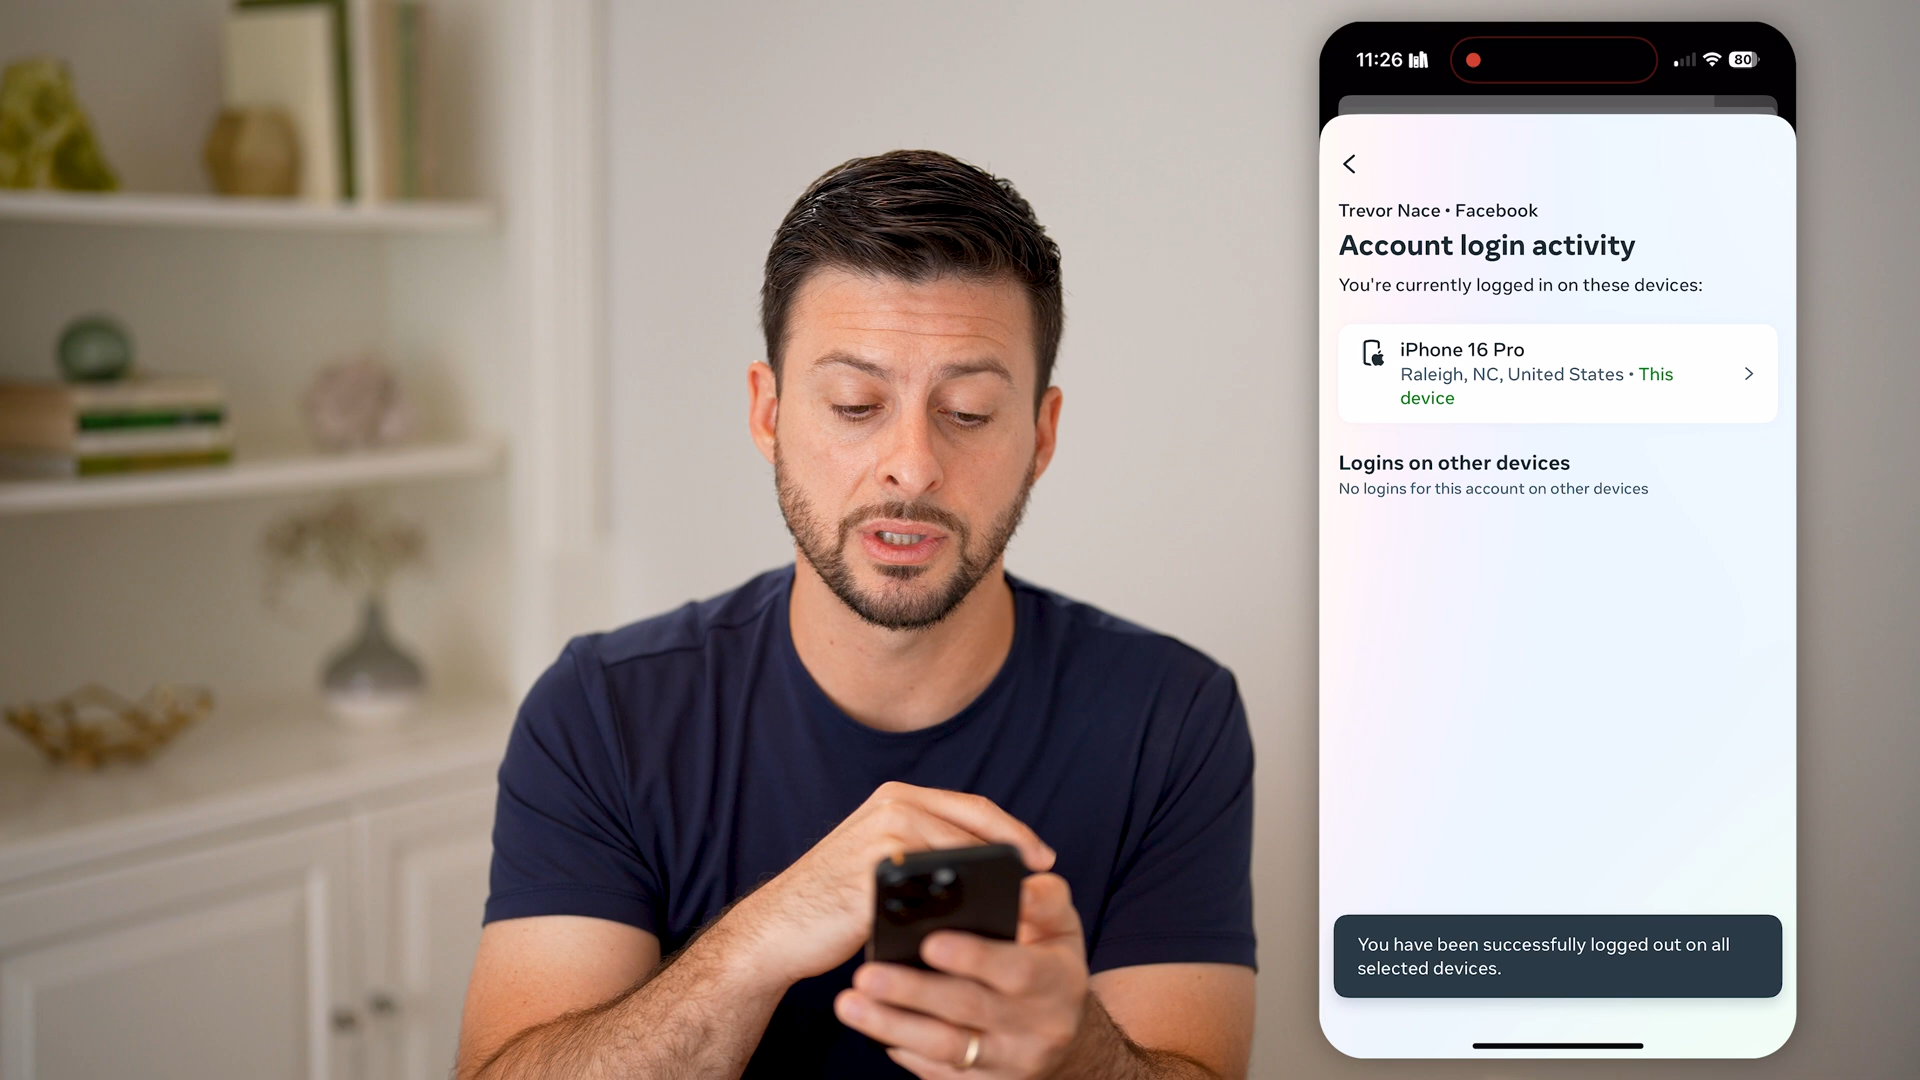 11:26
80
Trevor Nace • Facebook
Account login activity
You're currently logged in on these devices:
iPhone 16 Pro
Raleigh, NC, United States • This
device
Logins on other devices
No logins for this account on other devices
You have been successfully logged out on all
selected devices.